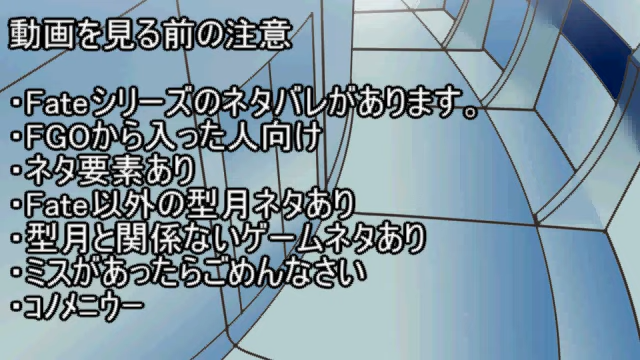 動画を見る前の注意
・Fateシリーズのネタバレがあります。
・FGOから入った人向け
・ネタ要素あり
・Fate以外の型月ネタあり
・型月と関係ないゲームネタあり
・ミスがあったらごめんなさい
・ｺﾉﾒﾆｳｰ